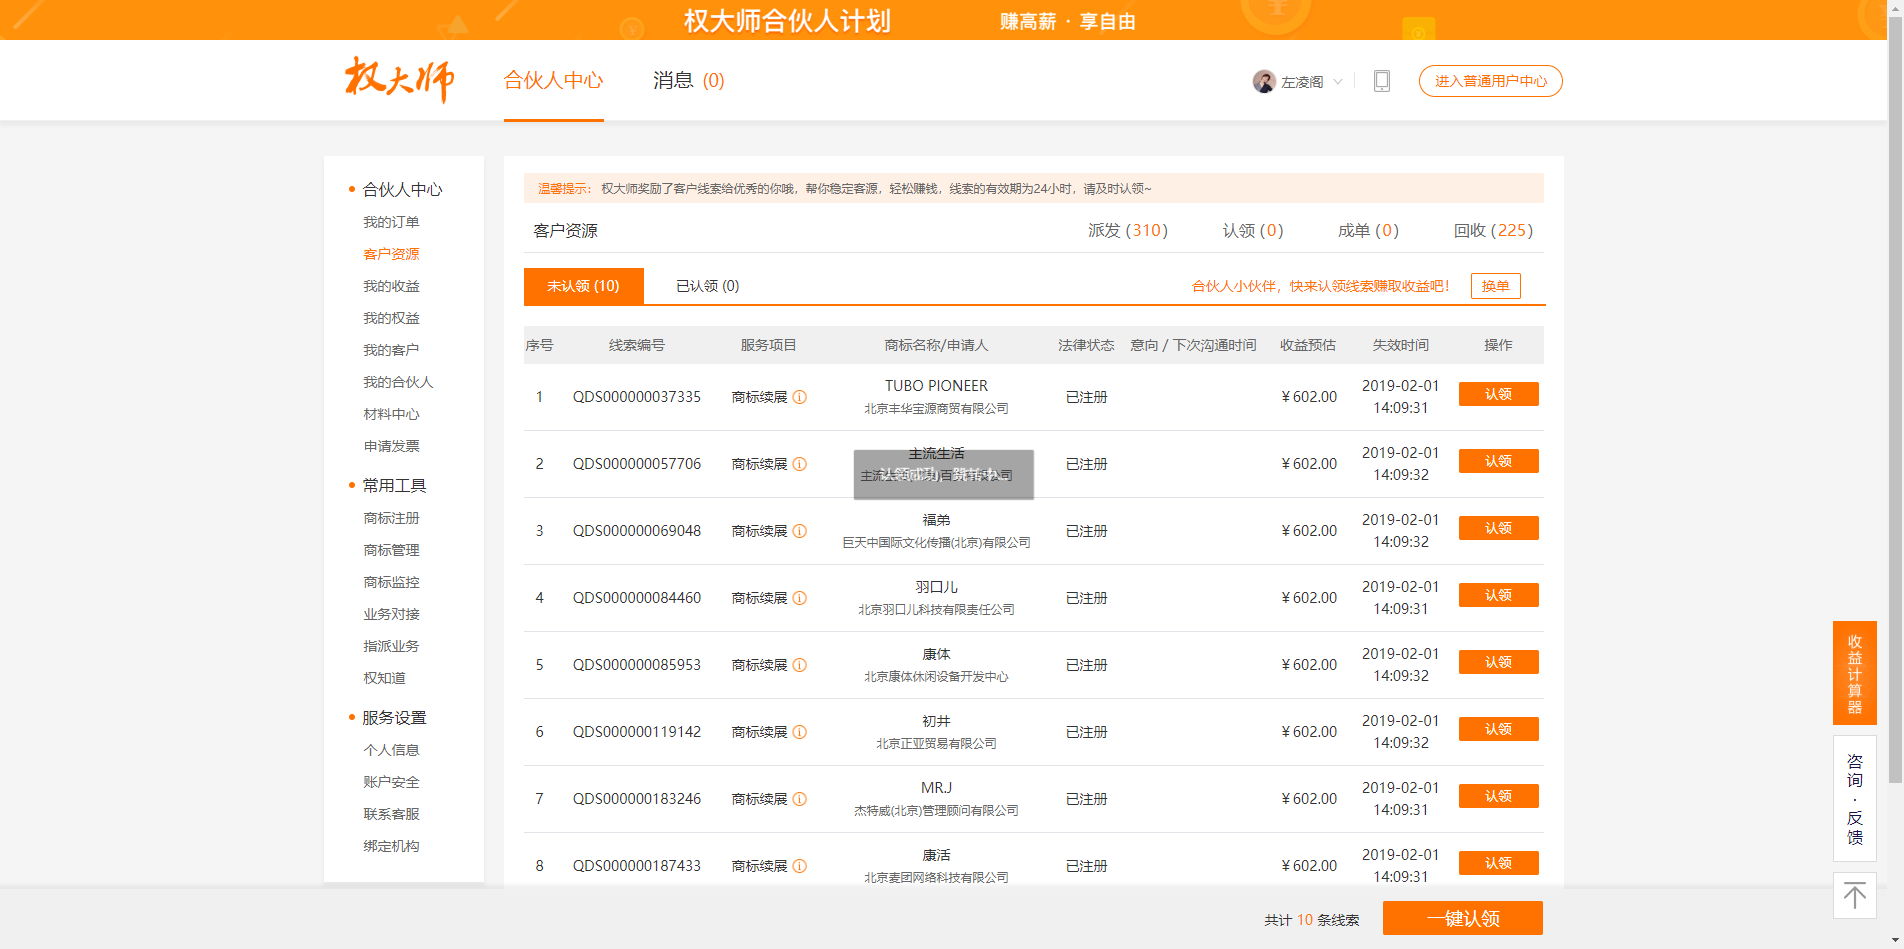 权大师合伙人计划 赚高薪 · 享自由
权大师 合伙人中心 消息 (0) 左凌阁 进入普通用户中心
合伙人中心
我的订单
客户资源
我的收益
我的权益
我的客户
我的合伙人
材料中心
申请发票
常用工具
商标注册
商标管理
商标监控
业务对接
指派业务
权知道
服务设置
个人信息
账户安全
联系客服
绑定机构
温馨提示： 权大师奖励了客户线索给优秀的你哦，帮你稳定客源，轻松赚钱，线索的有效期为24小时，请及时认领~
客户资源 派发 (310) 认领 (0) 成单 (0) 回收 (225)
未认领 (10) 已认领 (0) 合伙人小伙伴，快来认领线索赚取收益吧！ 换单
序号 线索编号 服务项目 商标名称/申请人 法律状态 意向 / 下次沟通时间 收益预估 失效时间 操作
1 QDS000000037335 商标续展 TUBO PIONEER 北京丰华宝源商贸有限公司 已注册 ¥602.00 2019-02-01 14:09:31 认领
2 QDS000000057706 商标续展 主流生活 已注册 ¥602.00 2019-02-01 14:09:32 认领
认领成功，跳转中...
3 QDS000000069048 商标续展 福弟 巨天中国际文化传播(北京)有限公司 已注册 ¥602.00 2019-02-01 14:09:32 认领
4 QDS000000084460 商标续展 羽口儿 北京羽口儿科技有限责任公司 已注册 ¥602.00 2019-02-01 14:09:31 认领
5 QDS000000085953 商标续展 康体 北京康体休闲设备开发中心 已注册 ¥602.00 2019-02-01 14:09:32 认领
6 QDS000000119142 商标续展 初井 北京正亚贸易有限公司 已注册 ¥602.00 2019-02-01 14:09:32 认领
7 QDS000000183246 商标续展 MR.J 杰特威(北京)管理顾问有限公司 已注册 ¥602.00 2019-02-01 14:09:31 认领
8 QDS000000187433 商标续展 康活 北京麦团网络科技有限公司 已注册 ¥602.00 2019-02-01 14:09:31 认领
共计 10 条线索 一键认领
收益计算器
咨询·反馈